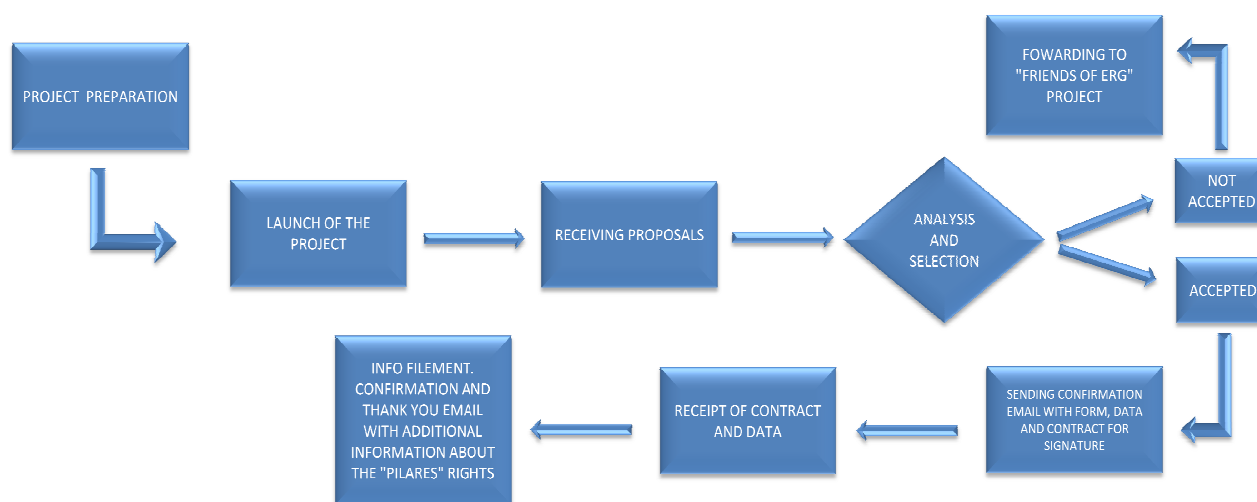 PROJECT PREPARATION
LAUNCH OF THE
PROJECT
RECEIVING PROPOSALS
ANALYSIS
AND
SELECTION
NOT
ACCEPTED
FOWARDING TO
"FRIENDS OF ERG"
PROJECT
ACCEPTED
SENDING CONFIRMATION
EMAIL WITH FORM, DATA
AND CONTRACT FOR
SIGNATURE
RECEIPT OF CONTRACT
AND DATA
INFO FILEMENT.
CONFIRMATION AND
THANK YOU EMAIL
WITH ADDITIONAL
INFORMATION ABOUT
THE "PILARES" RIGHTS